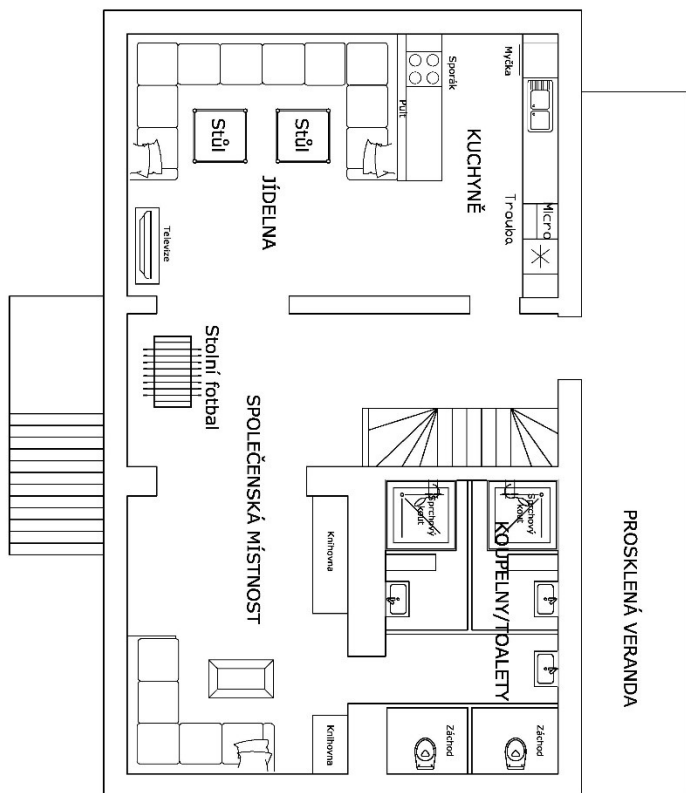 Myčka
Sporák
Pult
Stůl
Stůl
KUCHYNĚ
JÍDELNA
Micro
Trouba
Televize
Stolní fotbal
SPOLEČENSKÁ MÍSTNOST
Sprchový
kout
Sprchový
kout
Knihovna
KOUPELNY/TOALETY
PROSKLENÁ VERANDA
Knihovna
Záchod
Záchod